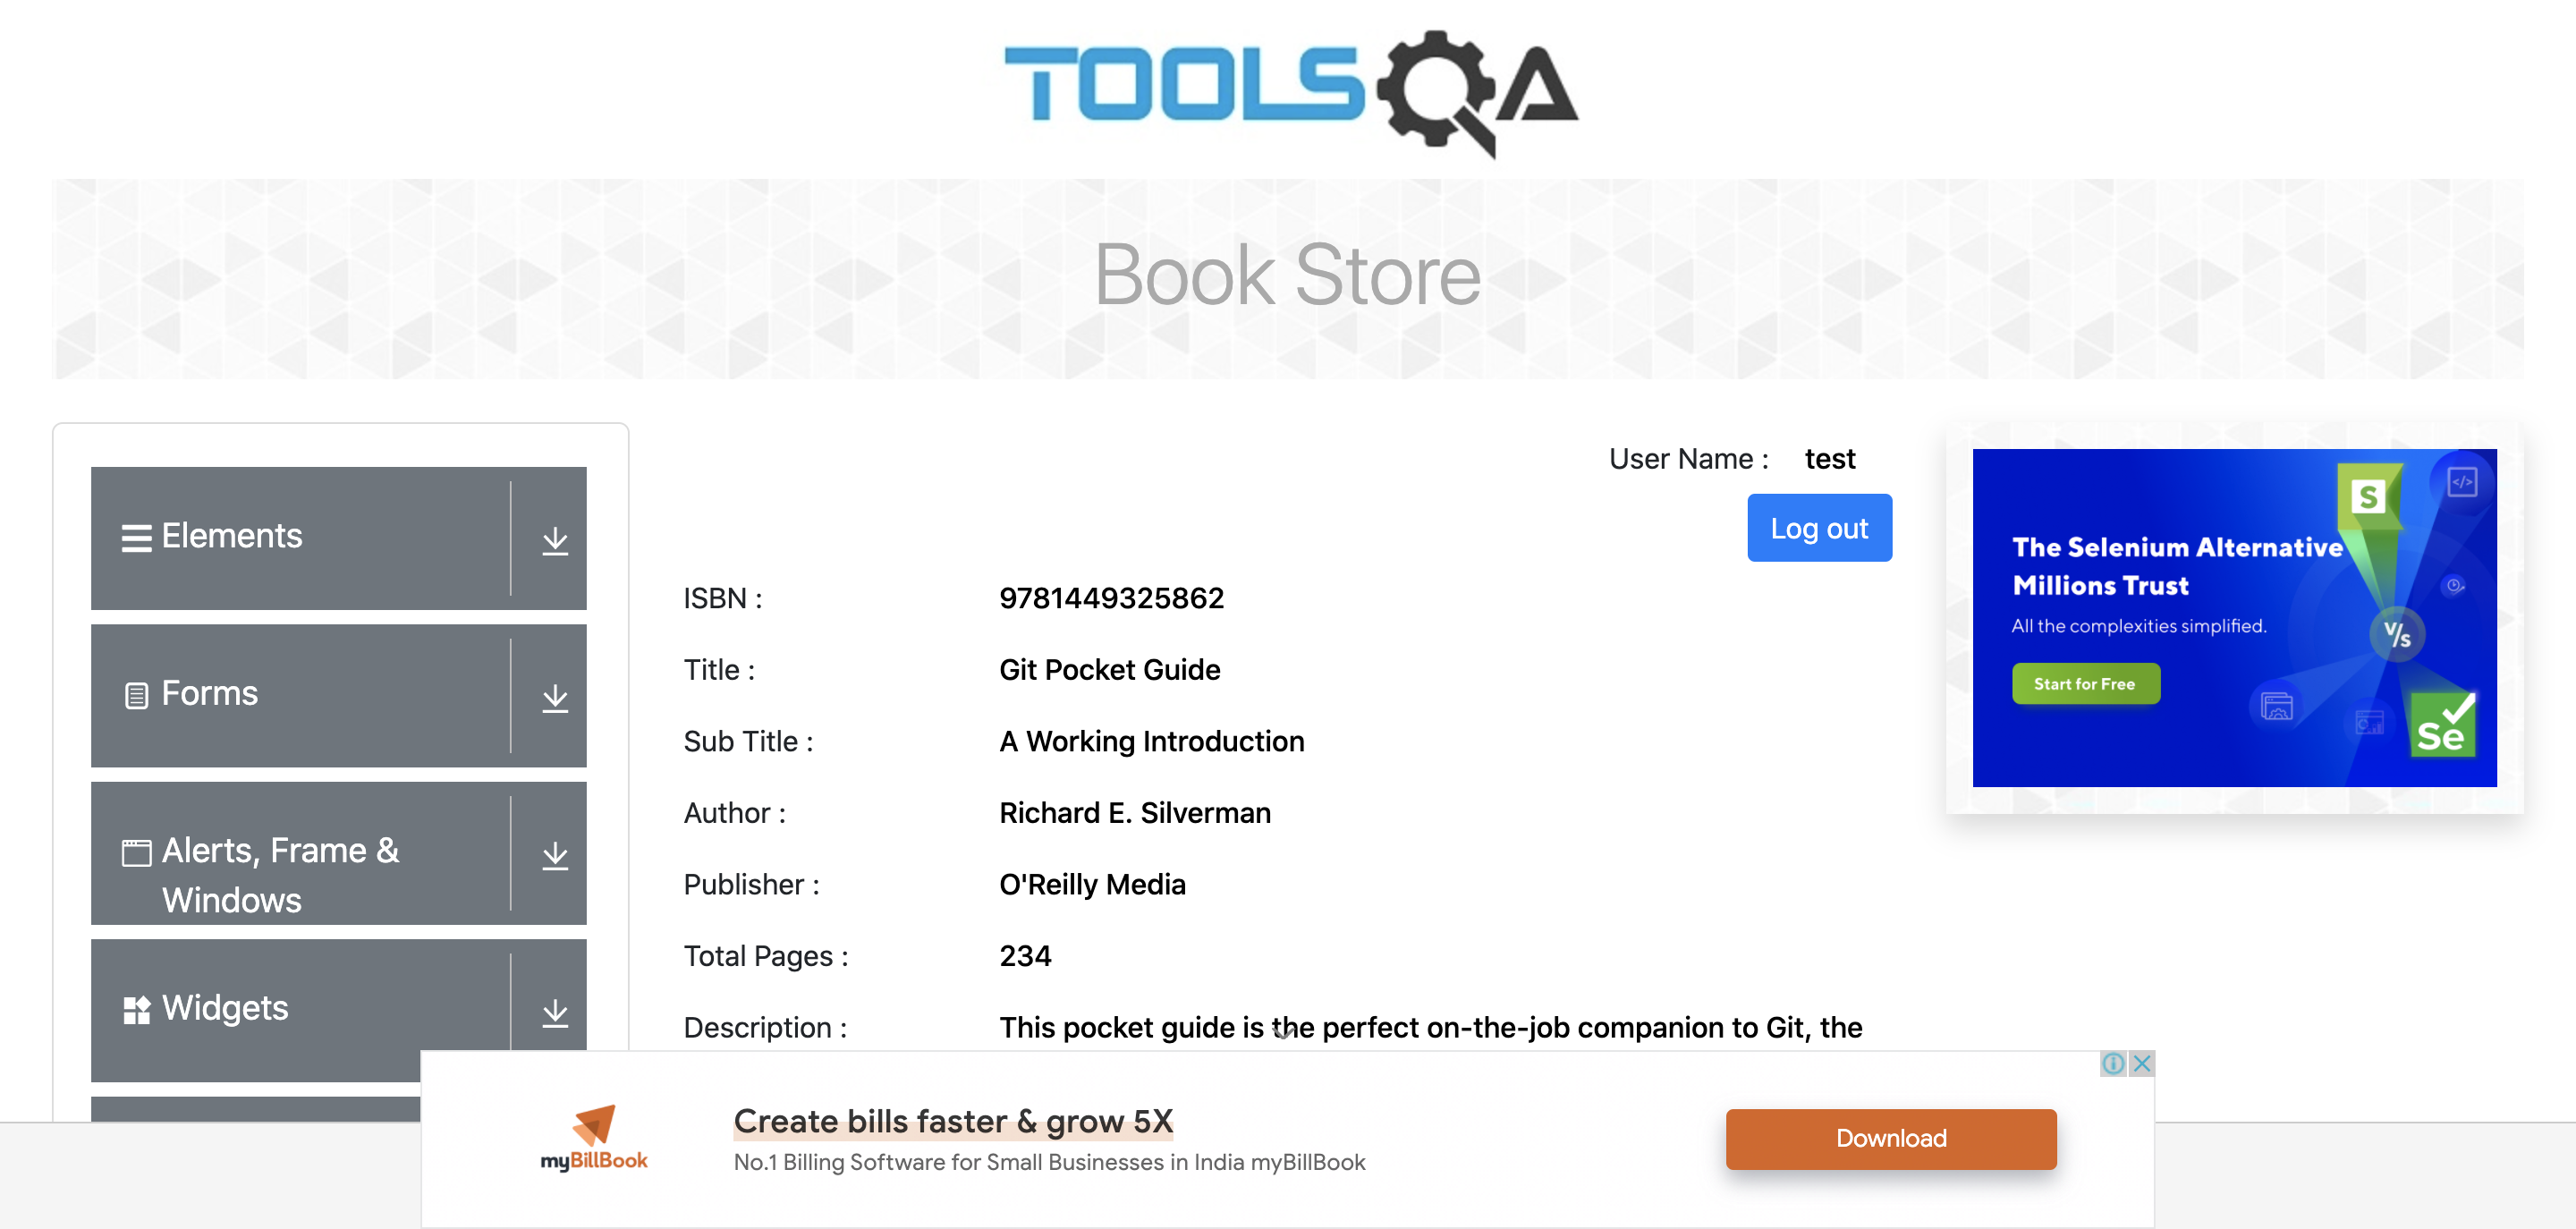 TOOLSQA
Book Store
User Name : test
Log out
Elements
Forms
Alerts, Frame &
Windows
Widgets
ISBN : 9781449325862
Title : Git Pocket Guide
Sub Title : A Working Introduction
Author : Richard E. Silverman
Publisher : O'Reilly Media
Total Pages : 234
Description : This pocket guide is the perfect on-the-job companion to Git, the
The Selenium Alternative
Millions Trust
All the complexities simplified.
Start for Free
S
</>
V/s
Se
myBillBook
Create bills faster & grow 5X
No.1 Billing Software for Small Businesses in India myBillBook
Download